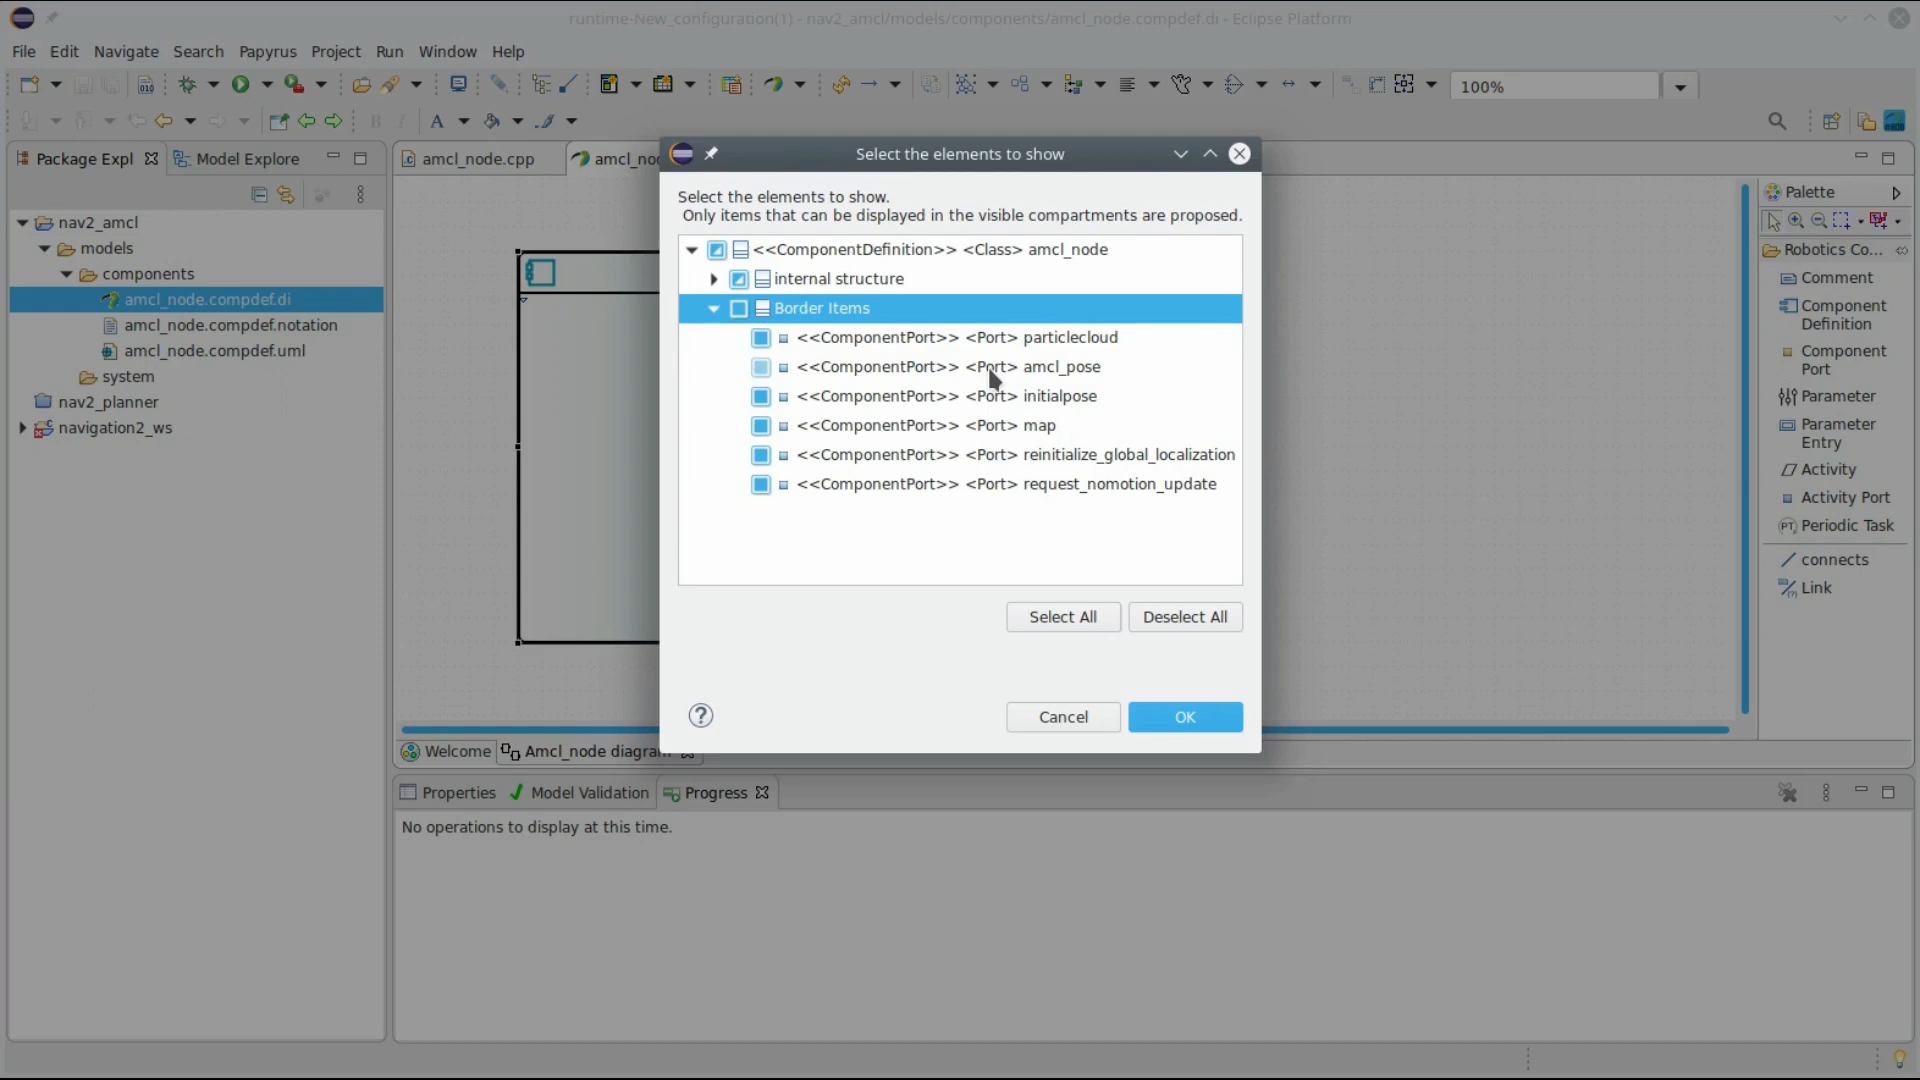 runtime-New_configuration(1) - nav2_amcl/models/components/amcl_node.compdef.di - Eclipse Platform
File Edit Navigate Search Papyrus Project Run Window Help
100%
Package Expl
Model Explore
nav2_amcl
models
components
amcl_node.compdef.di
amcl_node.compdef.notation
amcl_node.compdef.uml
system
nav2_planner
navigation2_ws
amcl_node.cpp
amcl_no
Select the elements to show
Select the elements to show.
Only items that can be displayed in the visible compartments are proposed.
<<ComponentDefinition>> <Class> amcl_node
internal structure
Border Items
<<ComponentPort>> <Port> particlecloud
<<ComponentPort>> <Port> amcl_pose
<<ComponentPort>> <Port> initialpose
<<ComponentPort>> <Port> map
<<ComponentPort>> <Port> reinitialize_global_localization
<<ComponentPort>> <Port> request_nomotion_update
Select All
Deselect All
Cancel
OK
Palette
Robotics Co...
Comment
Component
Definition
Component
Port
Parameter
Parameter
Entry
Activity
Activity Port
Periodic Task
connects
Link
Welcome
Amcl_node diagram
Properties
Model Validation
Progress
No operations to display at this time.